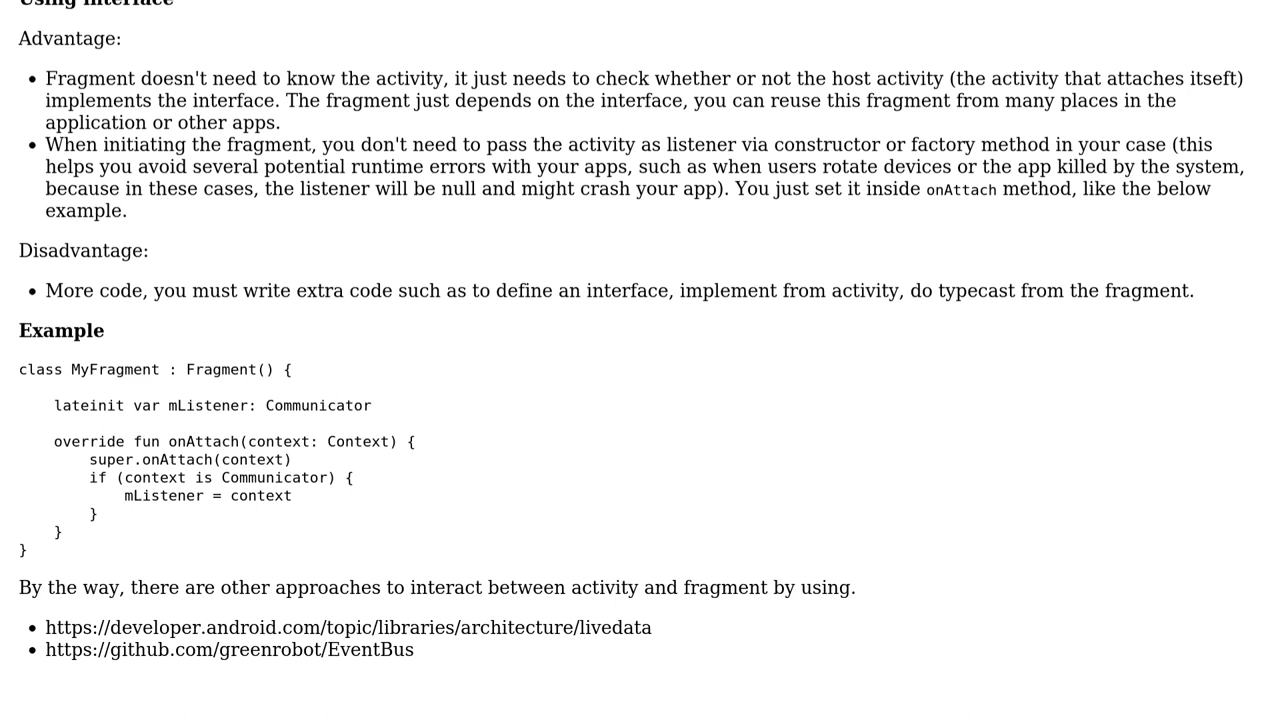 Using interface
Advantage:
• Fragment doesn't need to know the activity, it just needs to check whether or not the host activity (the activity that attaches itseft)
implements the interface. The fragment just depends on the interface, you can reuse this fragment from many places in the
application or other apps.
• When initiating the fragment, you don't need to pass the activity as listener via constructor or factory method in your case (this
helps you avoid several potential runtime errors with your apps, such as when users rotate devices or the app killed by the system,
because in these cases, the listener will be null and might crash your app). You just set it inside onAttach method, like the below
example.
Disadvantage:
• More code, you must write extra code such as to define an interface, implement from activity, do typecast from the fragment.
Example
class MyFragment : Fragment() {
    lateinit var mListener: Communicator
    override fun onAttach(context: Context) {
        super.onAttach(context)
        if (context is Communicator) {
            mListener = context
        }
    }
}
By the way, there are other approaches to interact between activity and fragment by using.
• https://developer.android.com/topic/libraries/architecture/livedata
• https://github.com/greenrobot/EventBus